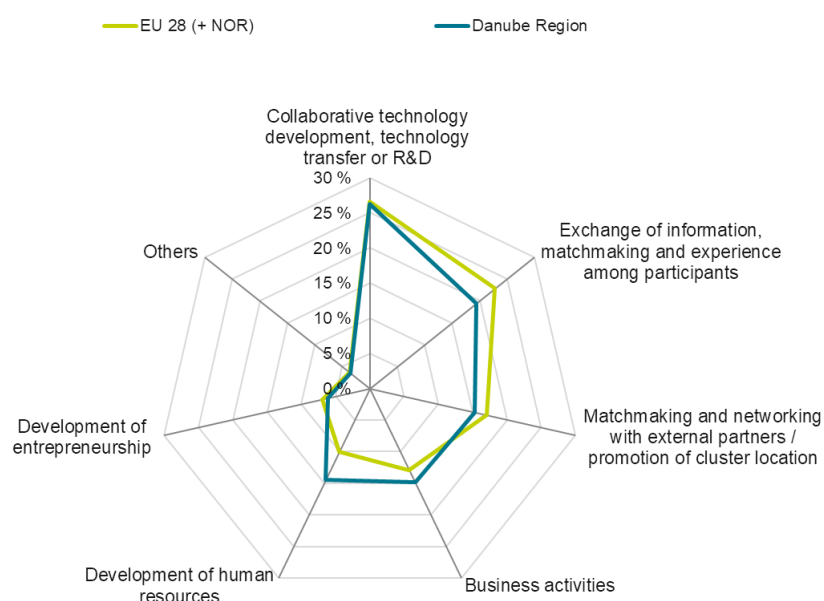 EU 28 (+ NOR)
Danube Region
Collaborative technology
development, technology
transfer or R&D
30 %
25 %
20 %
15 %
10 %
5 %
0 %
Exchange of information,
matchmaking and experience
among participants
Matchmaking and networking
with external partners /
promotion of cluster location
Business activities
Development of human
resources
Development of
entrepreneurship
Others